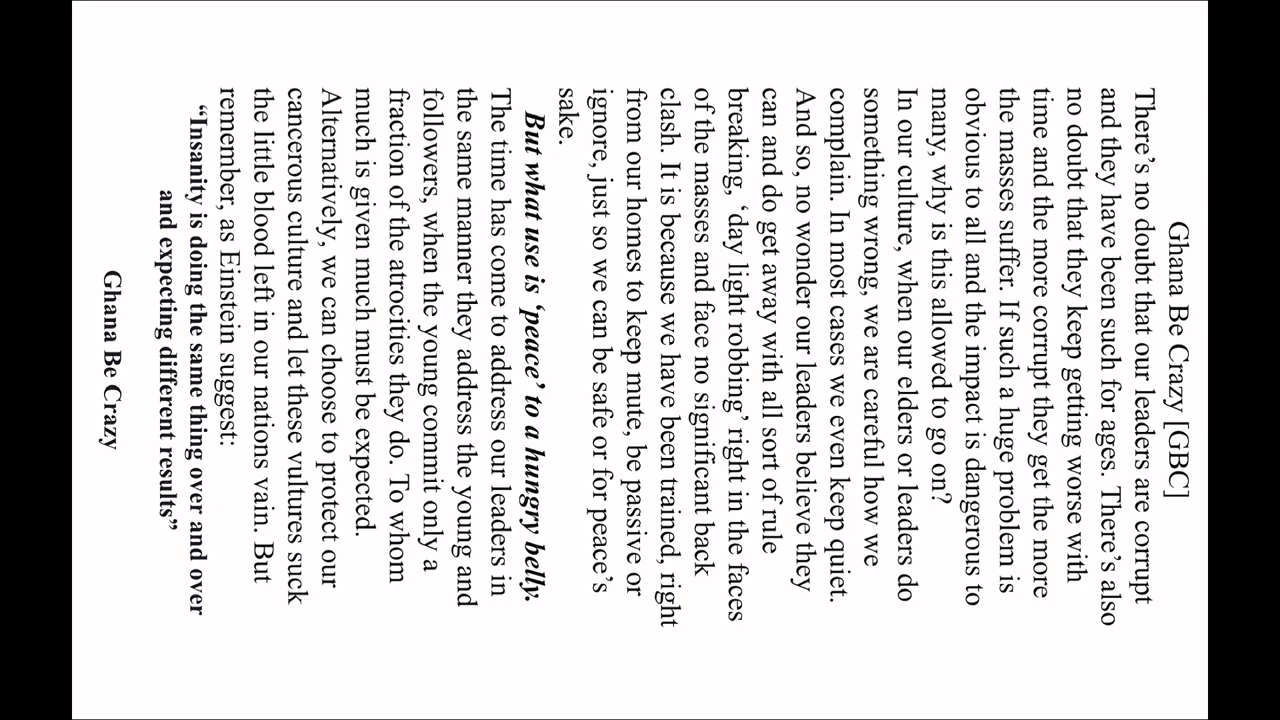 Ghana Be Crazy [GBC]
There's no doubt that our leaders are corrupt
and they have been such for ages. There's also
no doubt that they keep getting worse with
time and the more corrupt they get the more
the masses suffer. If such a huge problem is
obvious to all and the impact is dangerous to
many, why is this allowed to go on?
In our culture, when our elders or leaders do
something wrong, we are careful how we
complain. In most cases we even keep quiet.
And so, no wonder our leaders believe they
can and do get away with all sort of rule
breaking, ‘day light robbing’ right in the faces
of the masses and face no significant back
clash. It is because we have been trained, right
from our homes to keep mute, be passive or
ignore, just so we can be safe or for peace’s
sake.
But what use is ‘peace’ to a hungry belly.
The time has come to address our leaders in
the same manner they address the young and
followers, when the young commit only a
fraction of the atrocities they do. To whom
much is given much must be expected.
Alternatively, we can choose to protect our
cancerous culture and let these vultures suck
the little blood left in our nations vain. But
remember, as Einstein suggest:
“Insanity is doing the same thing over and over
and expecting different results”
Ghana Be Crazy